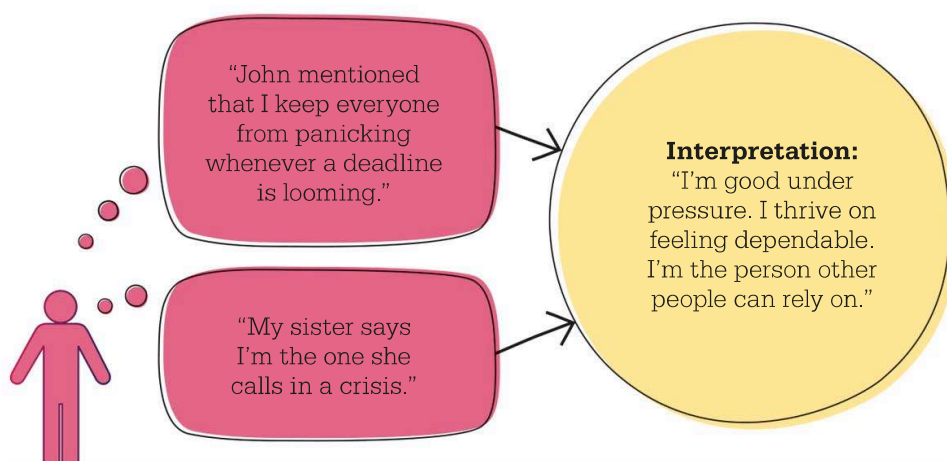 “John mentioned
that I keep everyone
from panicking
whenever a deadline
is looming.”
“My sister says
I’m the one she
calls in a crisis.”
Interpretation:
“I’m good under
pressure. I thrive on
feeling dependable.
I’m the person other
people can rely on.”